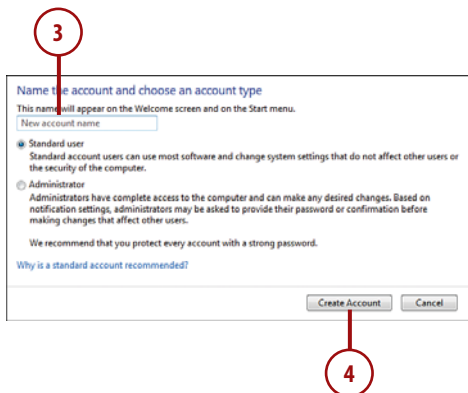 3
Name the account and choose an account type
This name will appear on the Welcome screen and on the Start menu.
New account name
Standard user
Standard account users can use most software and change system settings that do not affect other users or
the security of the computer.
Administrator
Administrators have complete access to the computer and can make any desired changes. Based on
notification settings, administrators may be asked to provide their password or confirmation before
making changes that affect other users.
We recommend that you protect every account with a strong password.
Why is a standard account recommended?
Create Account Cancel
4